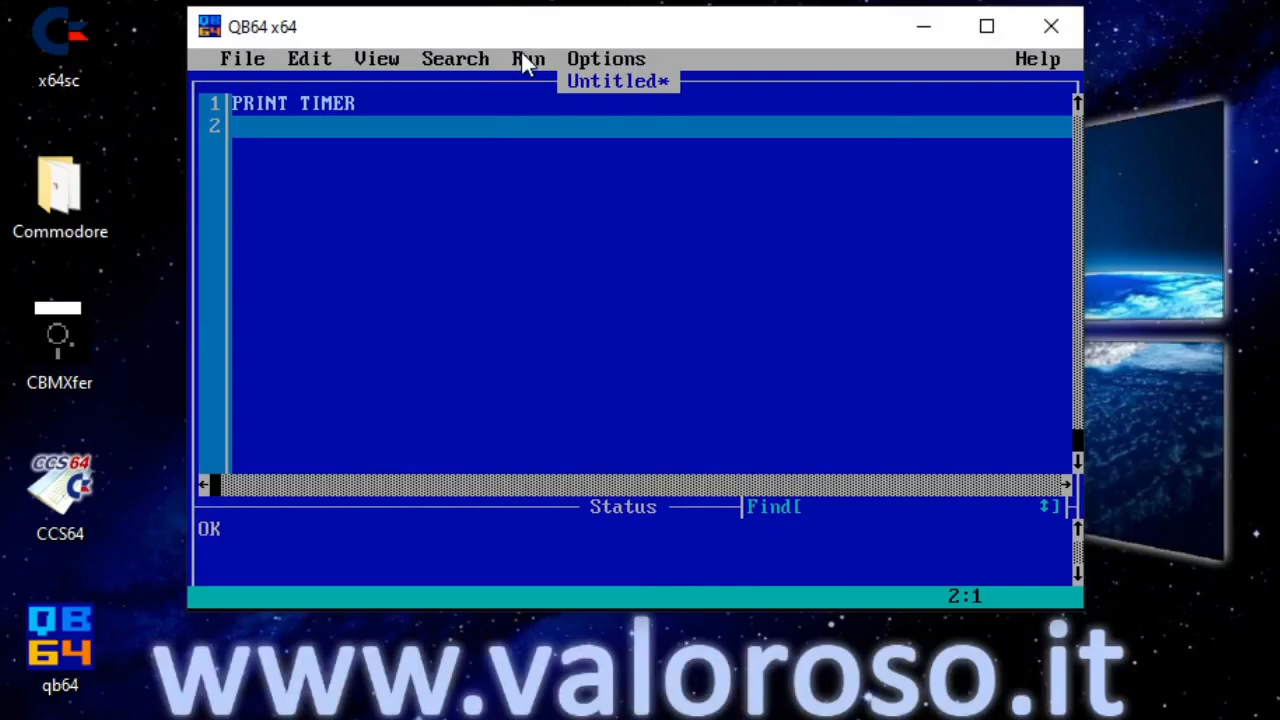 QB64 x64
File Edit View Search Run Options Help
Untitled*
1 PRINT TIMER
2
Status Find[ ]
OK
2:1
x64sc
Commodore
CBMXfer
CCS64
CCS64
QB
64
qb64
www.valoroso.it